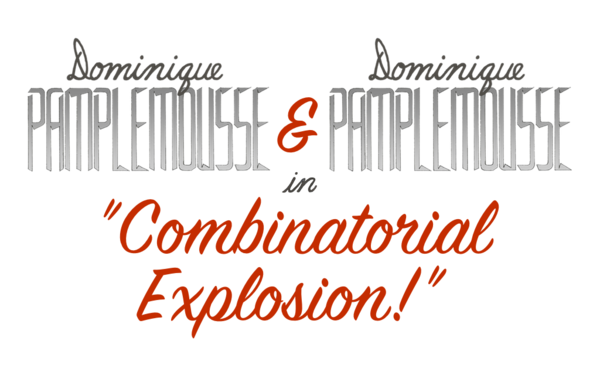 Dominique Dominique
PAMPLEMOUSSE & PAMPLEMOUSSE
in
"Combinatorial
Explosion!"